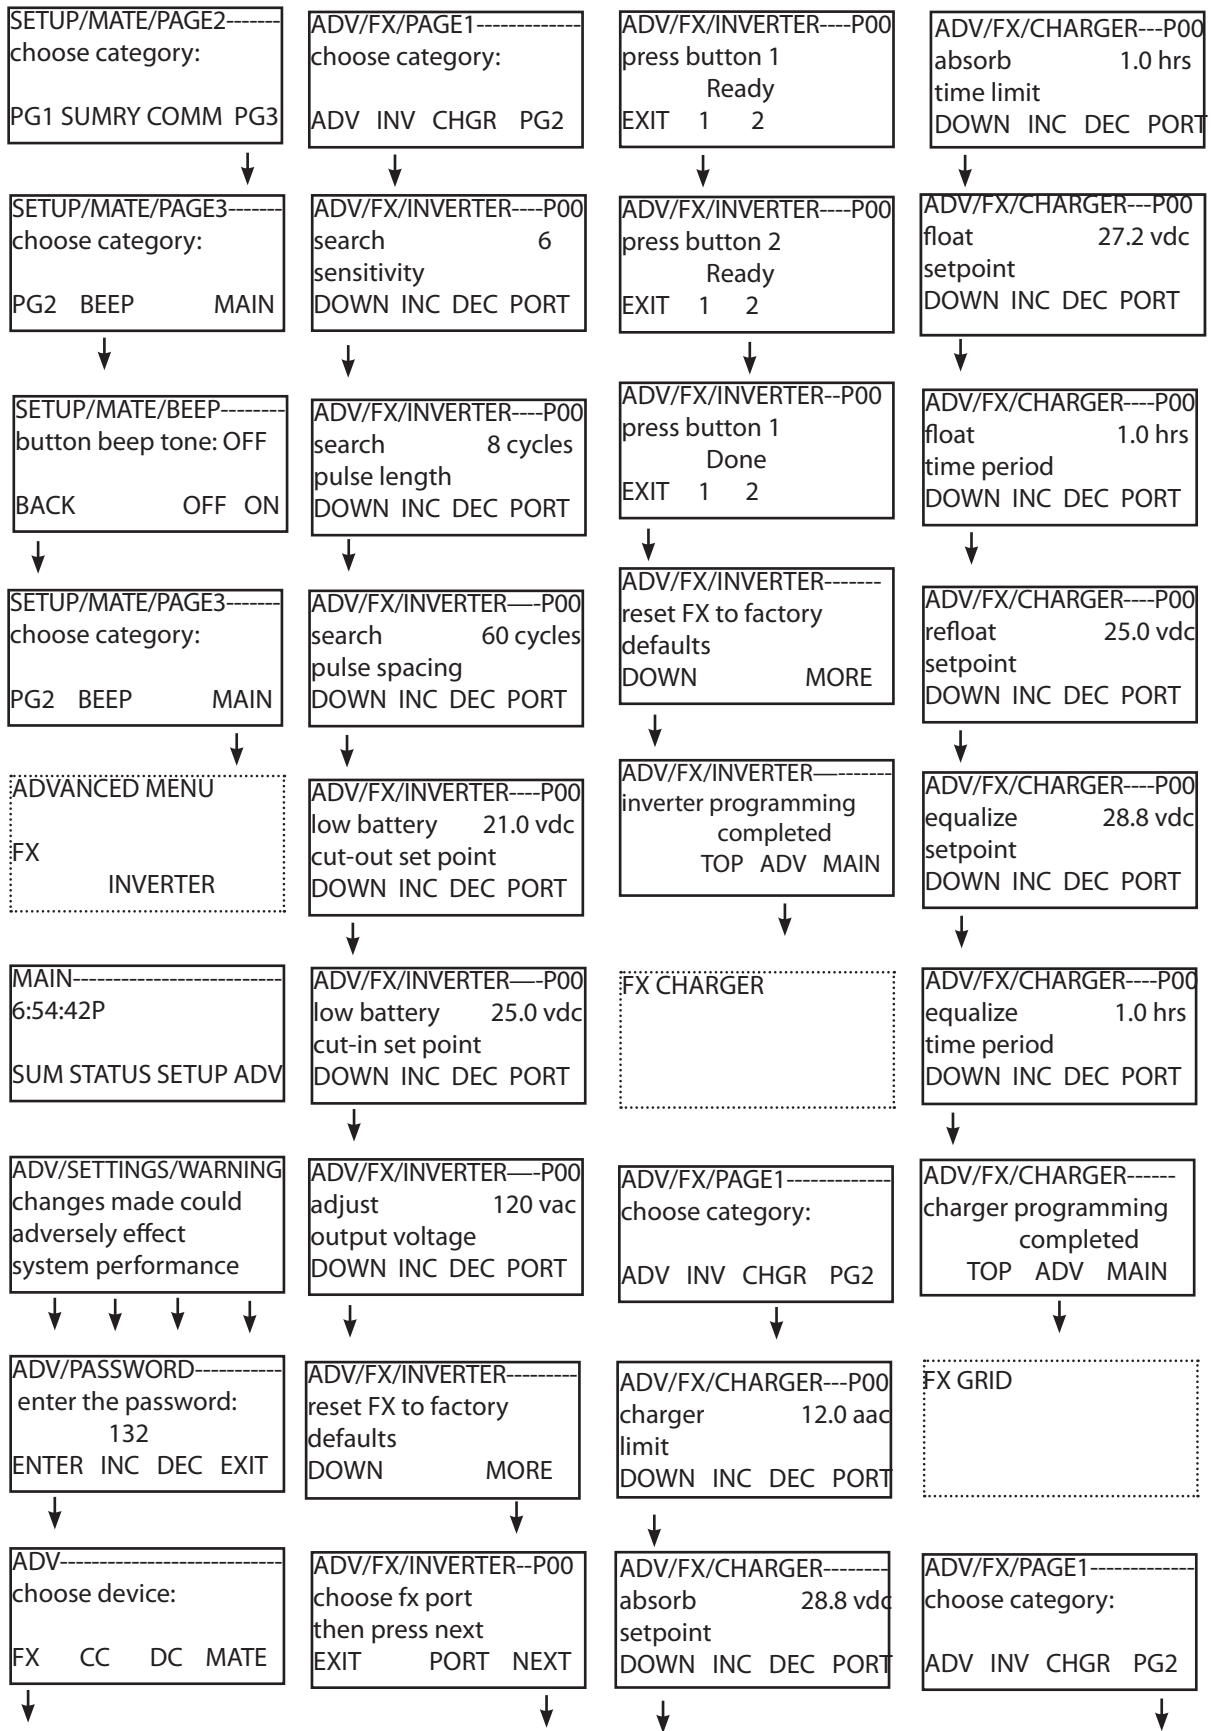 SETUP/MATE/PAGE2-------
choose category:
PG1 SUMRY COMM PG3
SETUP/MATE/PAGE3-------
choose category:
PG2 BEEP MAIN
SETUP/MATE/BEEP--------
button beep tone: OFF
BACK OFF ON
SETUP/MATE/PAGE3-------
choose category:
PG2 BEEP MAIN
ADVANCED MENU
FX
INVERTER
MAIN--------------------------
6:54:42P
SUM STATUS SETUP ADV
ADV/SETTINGS/WARNING
changes made could
adversely effect
system performance
ADV/PASSWORD-----------
enter the password:
132
ENTER INC DEC EXIT
ADV----------------------------
choose device:
FX CC DC MATE
ADV/FX/PAGE1-------------
choose category:
ADV INV CHGR PG2
ADV/FX/INVERTER----P00
search 6
sensitivity
DOWN INC DEC PORT
ADV/FX/INVERTER----P00
search 8 cycles
pulse length
DOWN INC DEC PORT
ADV/FX/INVERTER—--P00
search 60 cycles
pulse spacing
DOWN INC DEC PORT
ADV/FX/INVERTER----P00
low battery 21.0 vdc
cut-out set point
DOWN INC DEC PORT
ADV/FX/INVERTER—--P00
low battery 25.0 vdc
cut-in set point
DOWN INC DEC PORT
ADV/FX/INVERTER—--P00
adjust 120 vac
output voltage
DOWN INC DEC PORT
ADV/FX/INVERTER---------
reset FX to factory
defaults
DOWN MORE
ADV/FX/INVERTER--P00
choose fx port
then press next
EXIT PORT NEXT
ADV/FX/INVERTER----P00
press button 1
Ready
EXIT 1 2
ADV/FX/INVERTER----P00
press button 2
Ready
EXIT 1 2
ADV/FX/INVERTER--P00
press button 1
Done
EXIT 1 2
ADV/FX/INVERTER-------
reset FX to factory
defaults
DOWN MORE
ADV/FX/INVERTER—-------
inverter programming
completed
TOP ADV MAIN
FX CHARGER
ADV/FX/PAGE1-------------
choose category:
ADV INV CHGR PG2
ADV/FX/CHARGER---P00
charger 12.0 aac
limit
DOWN INC DEC PORT
ADV/FX/CHARGER--------
absorb 28.8 vdc
setpoint
DOWN INC DEC PORT
ADV/FX/CHARGER---P00
absorb 1.0 hrs
time limit
DOWN INC DEC PORT
ADV/FX/CHARGER---P00
float 27.2 vdc
setpoint
DOWN INC DEC PORT
ADV/FX/CHARGER----P00
float 1.0 hrs
time period
DOWN INC DEC PORT
ADV/FX/CHARGER----P00
refloat 25.0 vdc
setpoint
DOWN INC DEC PORT
ADV/FX/CHARGER----P00
equalize 28.8 vdc
setpoint
DOWN INC DEC PORT
ADV/FX/CHARGER----P00
equalize 1.0 hrs
time period
DOWN INC DEC PORT
ADV/FX/CHARGER------
charger programming
completed
TOP ADV MAIN
FX GRID
ADV/FX/PAGE1-------------
choose category:
ADV INV CHGR PG2